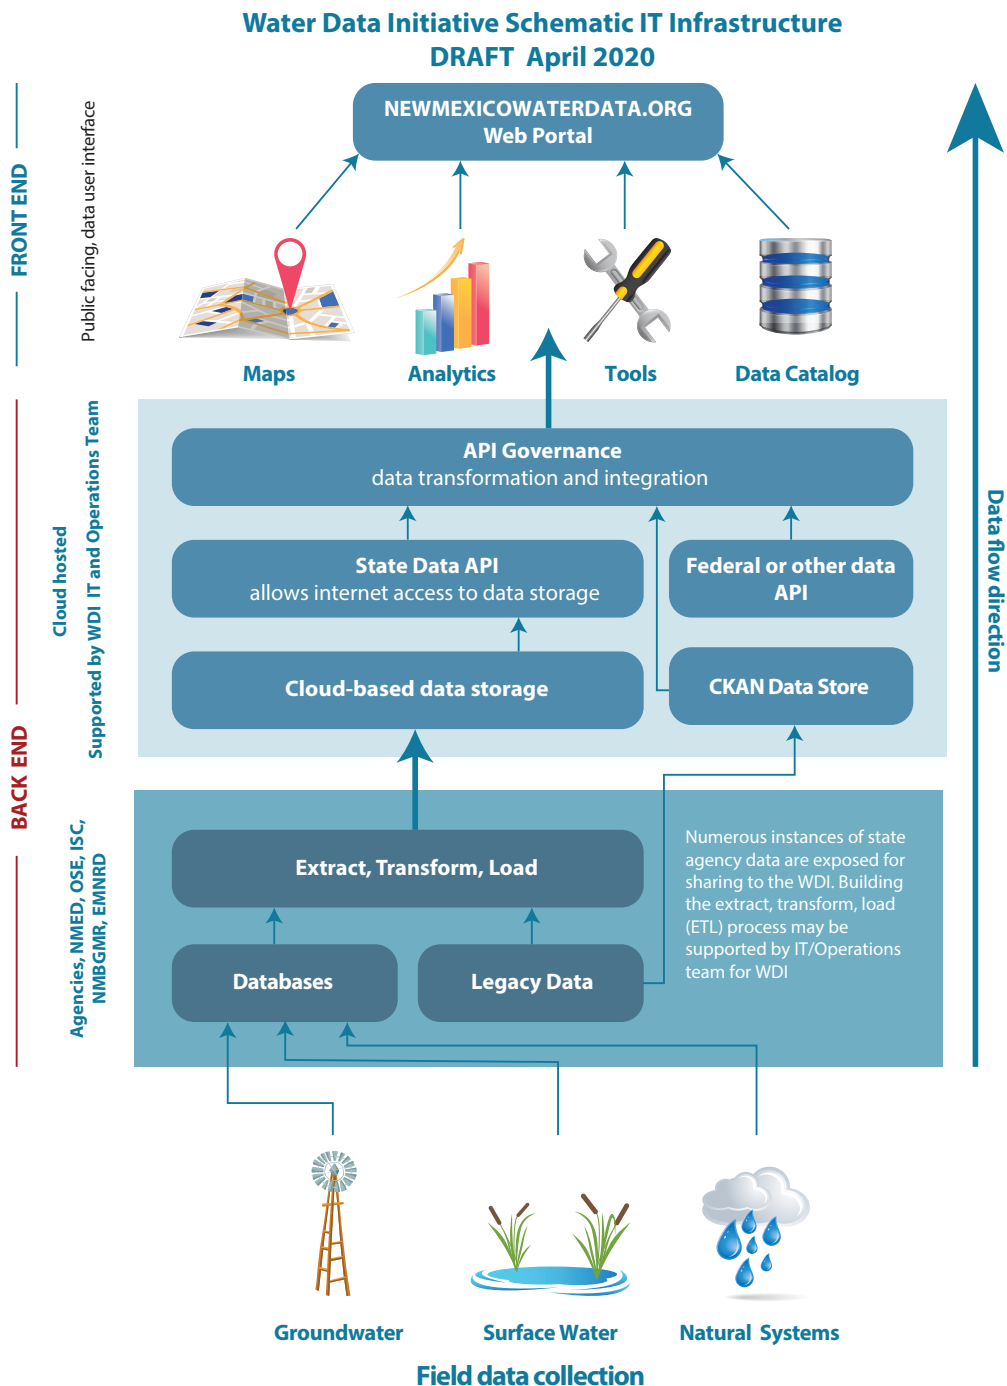 Water Data Initiative Schematic IT Infrastructure
DRAFT April 2020
NEWMEXICOWATERDATA.ORG
Web Portal
FRONT END
Public facing, data user interface
Maps
Analytics
Tools
Data Catalog
API Governance
data transformation and integration
State Data API
allows internet access to data storage
Federal or other data
API
Cloud-based data storage
CKAN Data Store
Cloud hosted
Supported by WDI IT and Operations Team
BACK END
Data flow direction
Extract, Transform, Load
Numerous instances of state
agency data are exposed for
sharing to the WDI. Building
the extract, transform, load
(ETL) process may be
supported by IT/Operations
team for WDI
Databases
Legacy Data
Agencies, NMED, OSE, ISC,
NMBGMR, EMNRD
Groundwater
Surface Water
Natural Systems
Field data collection